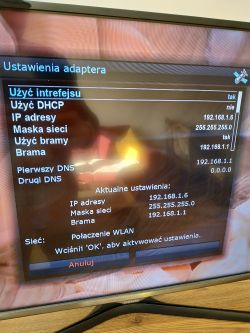 Ustawienia adaptera
Użyć intrefejsu tak
Użyć DHCP nie
IP adresy 192.168.1.6
Maska sieci 255.255.255.0
Użyć bramy tak
Brama 192.168.1.1
Pierwszy DNS 192.168.1.1
Drugi DNS 0.0.0.0
Aktualne ustawienia:
IP adresy 192.168.1.6
Maska sieci 255.255.255.0
Brama 192.168.1.1
Sieć: Połaczenie WLAN
Wciśnil 'OK', aby aktvwować ustawienia.
Anuluj